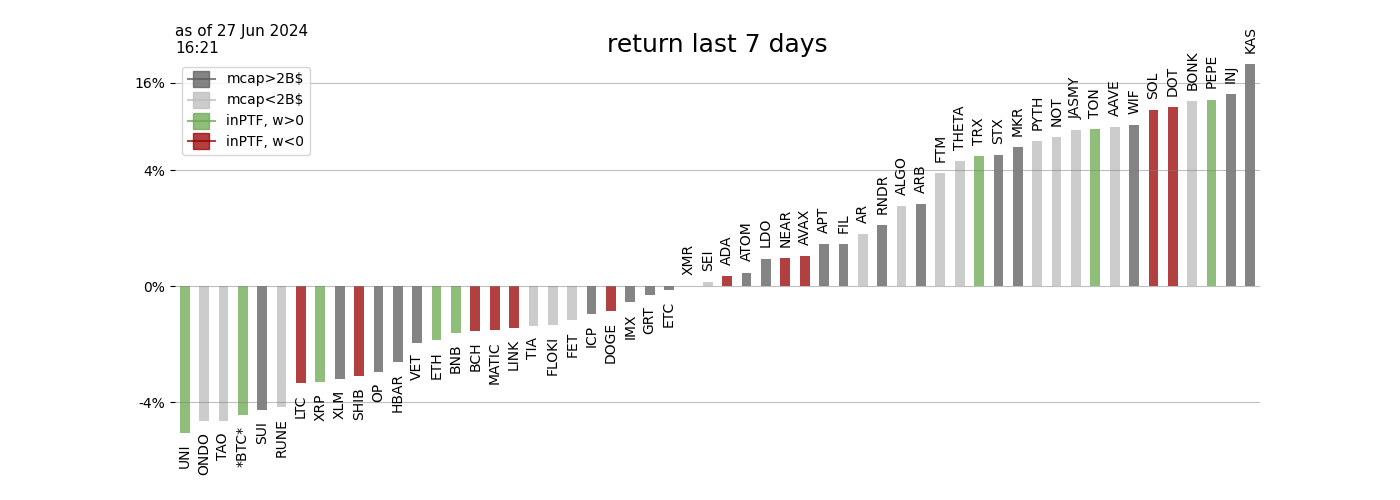 as of 27 Jun 2024
16:21
return last 7 days
mcap>2B$
mcap<2B$
inPTF, w>0
inPTF, w<0
16%
4%
0%
-4%
UNI
ONDO
TAO
*BTC*
SUI
RUNE
LTC
XRP
XLM
SHIB
OP
HBAR
VET
ETH
BNB
BCH
MATIC
LINK
TIA
FLOKI
FET
ICP
DOGE
IMX
GRT
ETC
XMR
SEI
ADA
ATOM
LDO
NEAR
AVAX
APT
FIL
AR
RNDR
ALGO
ARB
FTM
THETA
TRX
STX
MKR
PYTH
NOT
JASMY
TON
AAVE
WIF
SOL
DOT
BONK
PEPE
INJ
KAS